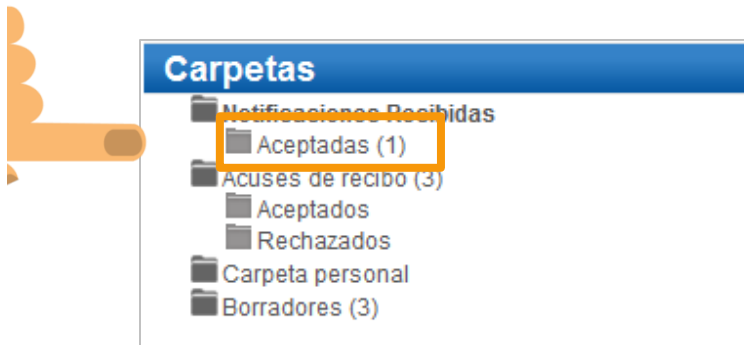 Carpetas
Notificaciones Recibidas
Aceptadas (1)
Acuses de recibo (3)
Aceptados
Rechazados
Carpeta personal
Borradores (3)